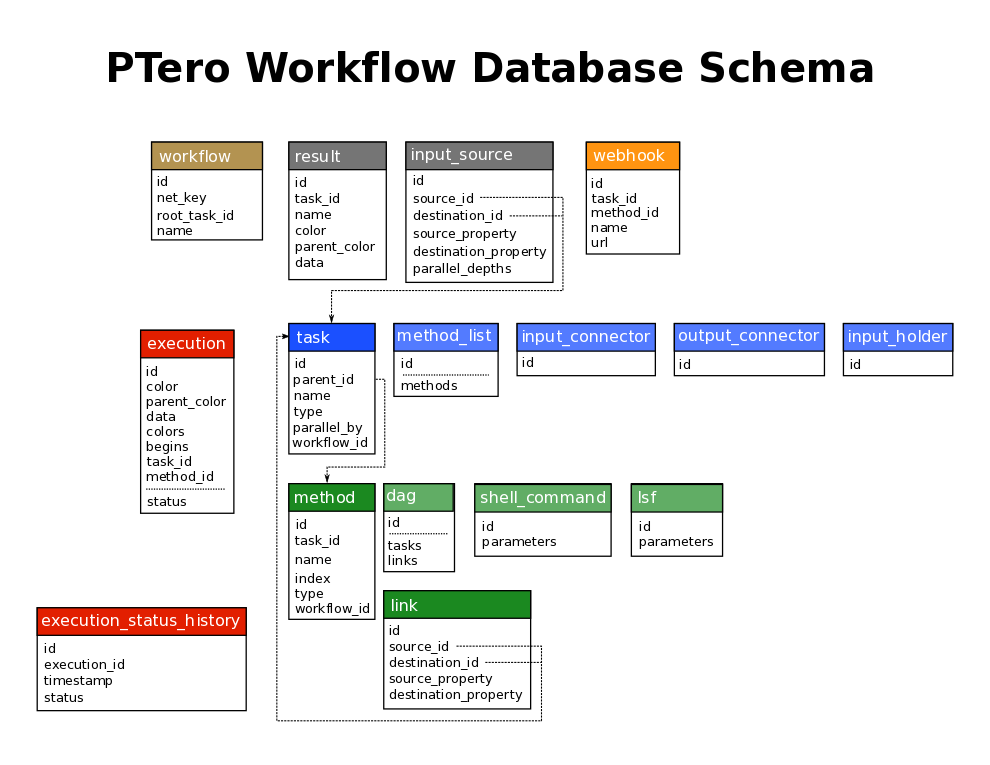 PTero Workflow Database Schema
workflow
id
net_key
root_task_id
name
result
id
task_id
name
color
parent_color
data
input_source
id
source_id
destination_id
source_property
destination_property
parallel_depths
webhook
id
task_id
method_id
name
url
execution
id
color
parent_color
data
colors
begins
task_id
method_id
status
task
id
parent_id
name
type
parallel_by
workflow_id
method_list
id
methods
input_connector
id
output_connector
id
input_holder
id
method
id
task_id
name
index
type
workflow_id
dag
id
tasks
links
shell_command
id
parameters
lsf
id
parameters
link
id
source_id
destination_id
source_property
destination_property
execution_status_history
id
execution_id
timestamp
status